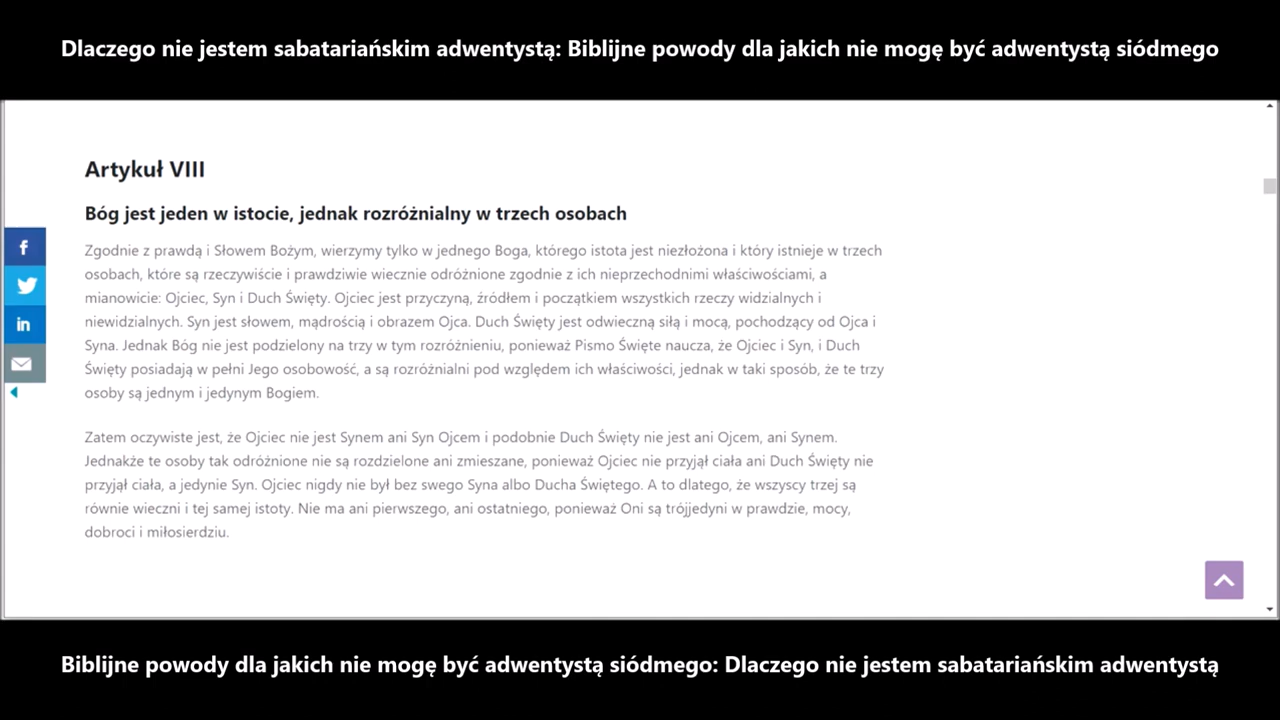 Dlaczego nie jestem sabatariańskim adwentystą: Biblijne powody dla jakich nie mogę być adwentystą siódmego
Artykuł VIII
Bóg jest jeden w istocie, jednak rozróżnialny w trzech osobach
Zgodnie z prawdą i Słowem Bożym, wierzymy tylko w jednego Boga, którego istota jest niezłożona i który istnieje w trzech
osobach, które są rzeczywiście i prawdziwie wiecznie odróżnione zgodnie z ich nieprzechodnimi właściwościami, a
mianowicie: Ojciec, Syn i Duch Święty. Ojciec jest przyczyną, źródłem i początkiem wszystkich rzeczy widzialnych i
niewidzialnych. Syn jest słowem, mądrością i obrazem Ojca. Duch Święty jest odwieczną siłą i mocą, pochodzący od Ojca i
Syna. Jednak Bóg nie jest podzielony na trzy w tym rozróżnieniu, ponieważ Pismo Święte naucza, że Ojciec i Syn, i Duch
Święty posiadają w pełni Jego osobowość, a są rozróżnialni pod względem ich właściwości, jednak w taki sposób, że te trzy
osoby są jednym i jedynym Bogiem.
Zatem oczywiste jest, że Ojciec nie jest Synem ani Syn Ojcem i podobnie Duch Święty nie jest ani Ojcem, ani Synem.
Jednakże te osoby tak odróżnione nie są rozdzielone ani zmieszane, ponieważ Ojciec nie przyjął ciała ani Duch Święty nie
przyjął ciała, a jedynie Syn. Ojciec nigdy nie był bez swego Syna albo Ducha Świętego. A to dlatego, że wszyscy trzej są
równie wieczni i tej samej istoty. Nie ma ani pierwszego, ani ostatniego, ponieważ Oni są trójjedyni w prawdzie, mocy,
dobroci i miłosierdziu.
Biblijne powody dla jakich nie mogę być adwentystą siódmego: Dlaczego nie jestem sabatariańskim adwentystą